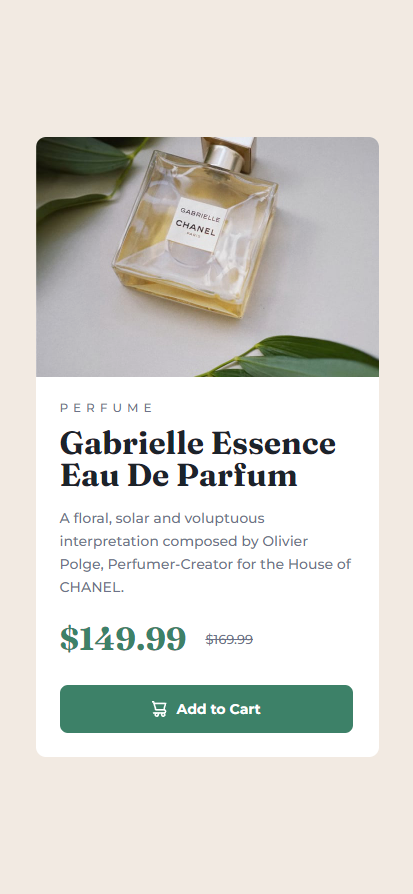 GABRIELLE
CHANEL
PARIS
PERFUME
Gabrielle Essence
Eau De Parfum
A floral, solar and voluptuous
interpretation composed by Olivier
Polge, Perfumer-Creator for the House of
CHANEL.
$149.99 $169.99
Add to Cart